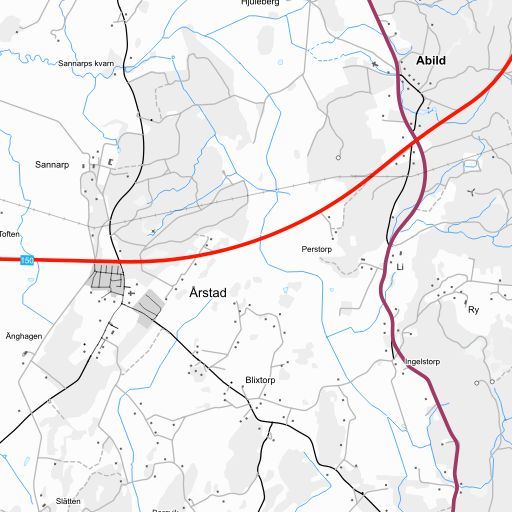 Hjuleberg
Sannarps kvarn
Abild
Sannarp
Toften
Perstorp
150
Li
Årstad
Ry
Änghagen
Ingelstorp
Blixtorp
Slätten